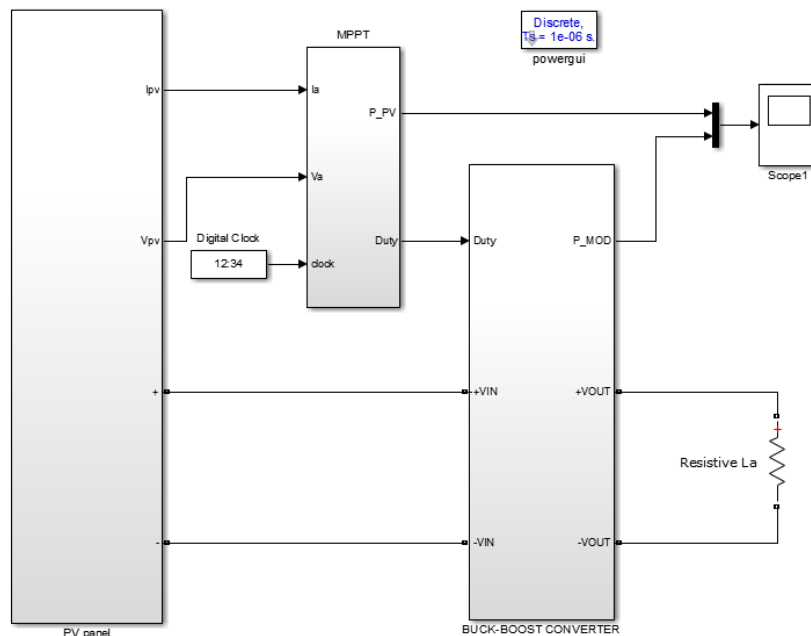 Discrete,
Ts = 1e-06 s.
powergui
MPPT
Ipv
Ia
P_PV
Va
Scope1
Vpv
Digital Clock
12:34
clock
Duty
Duty
P_MOD
+
+VIN
+VOUT
Resistive La
-
-VIN
-VOUT
PV panel
BUCK-BOOST CONVERTER